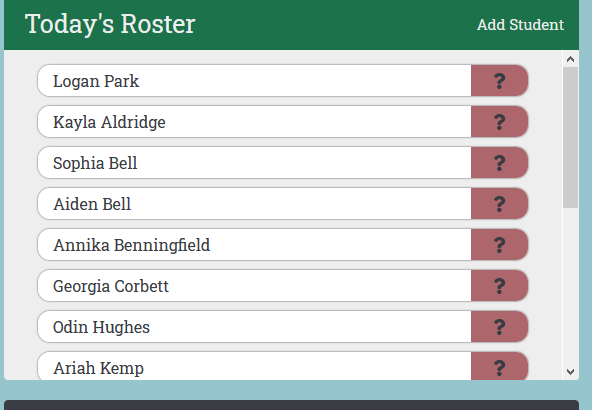 Today's Roster
Add Student
Logan Park
?
Kayla Aldridge
?
Sophia Bell
?
Aiden Bell
?
Annika Benningfield
?
Georgia Corbett
?
Odin Hughes
?
Ariah Kemp
?